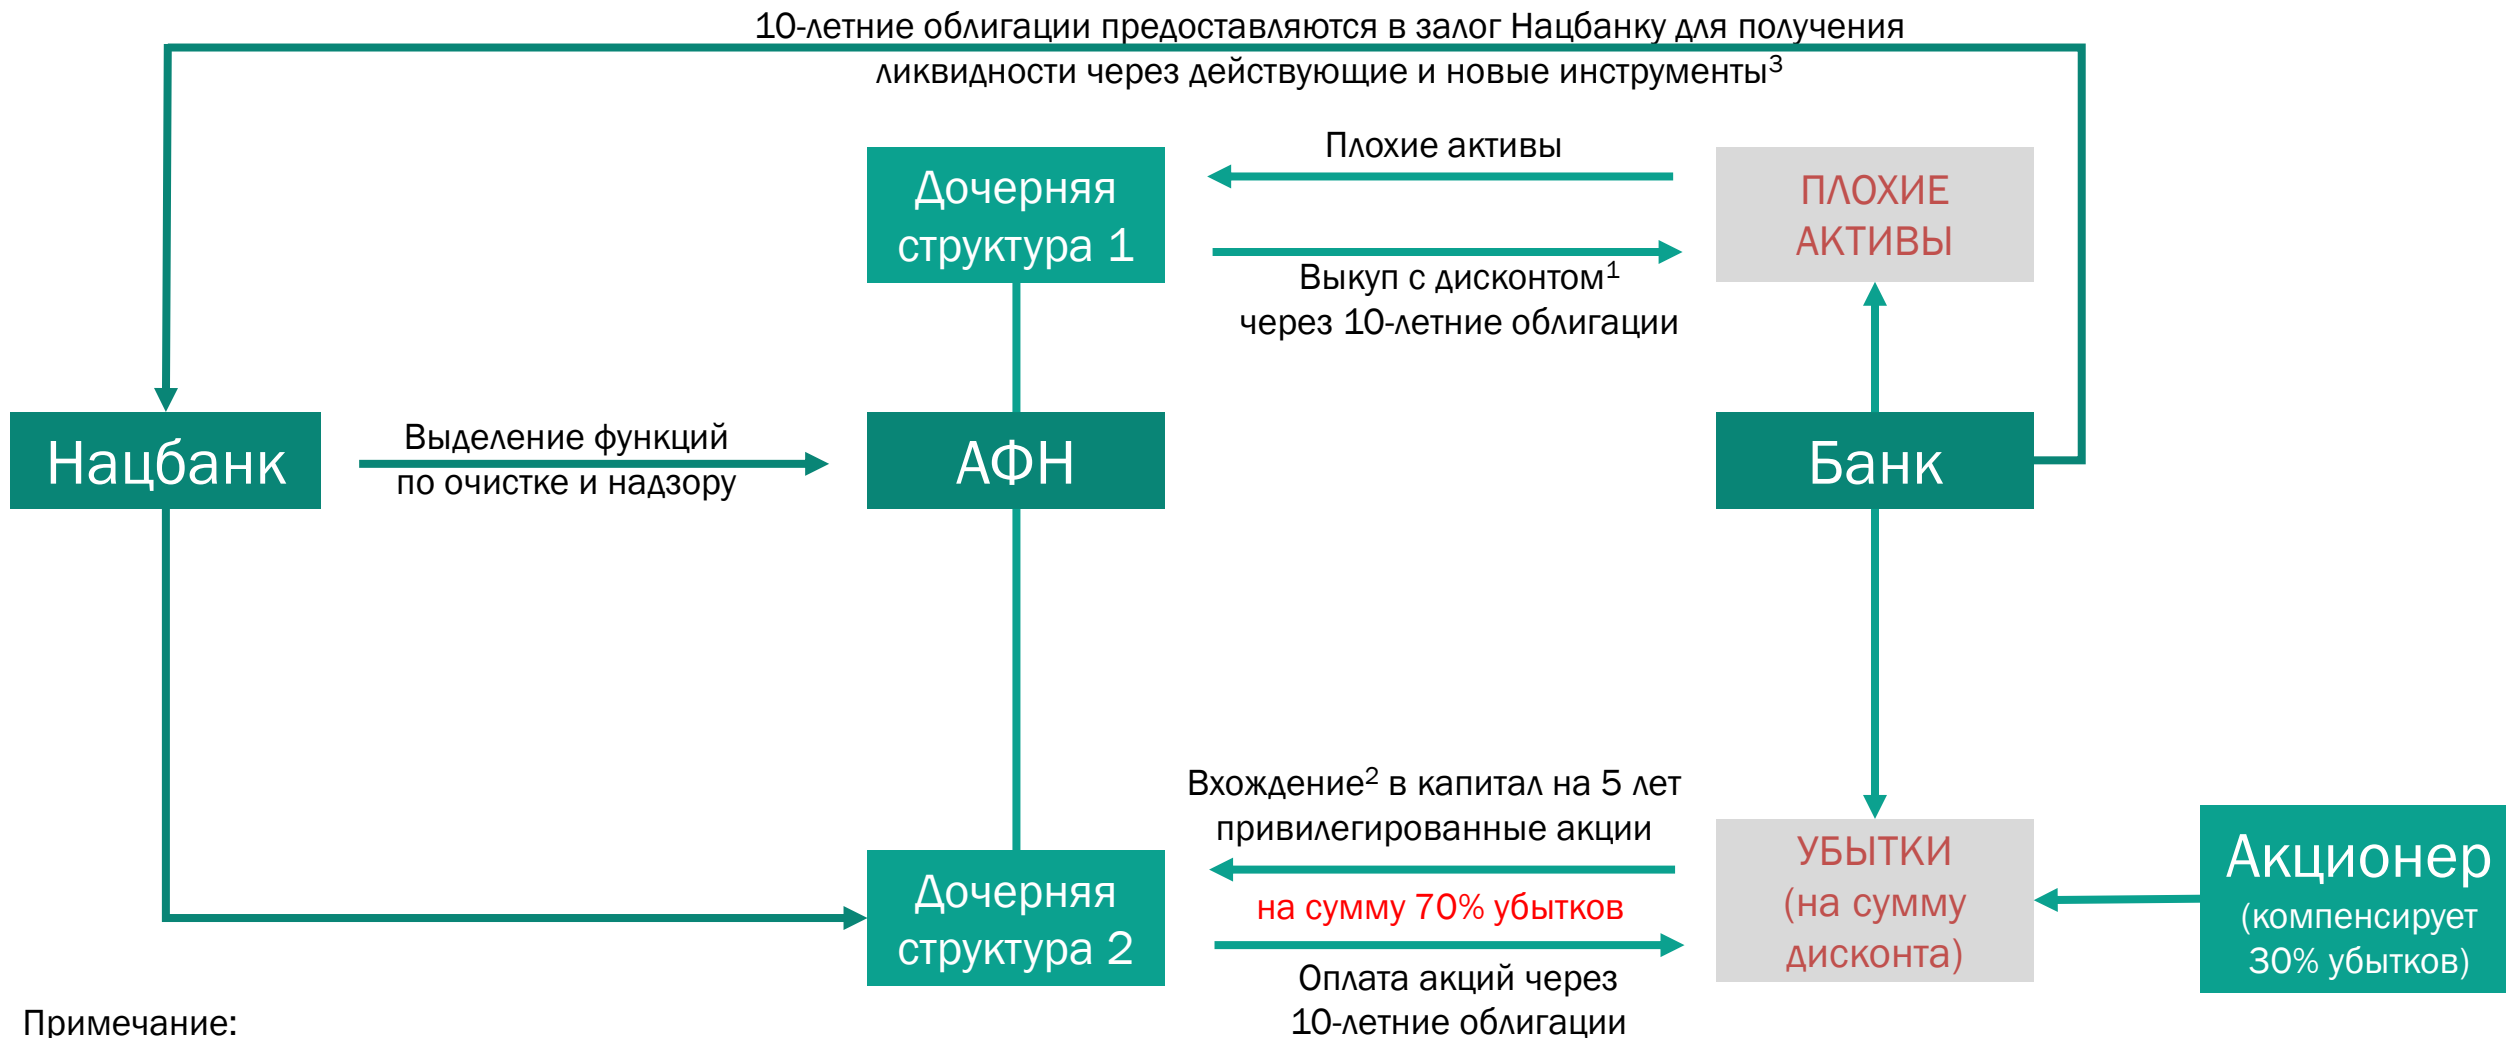 10-летние облигации предоставляются в залог Нацбанку для получения
ликвидности через действующие и новые инструменты³
Плохие активы
Дочерняя
структура 1
ПЛОХИЕ
АКТИВЫ
Выкуп с дисконтом¹
через 10-летние облигации
Нацбанк
Выделение функций
по очистке и надзору
АФН
Банк
Вхождение² в капитал на 5 лет
привилегированные акции
на сумму 70% убытков
Дочерняя
структура 2
УБЫТКИ
(на сумму
дисконта)
Акционер
(компенсирует
30% убытков)
Оплата акций через
10-летние облигации
Примечание: